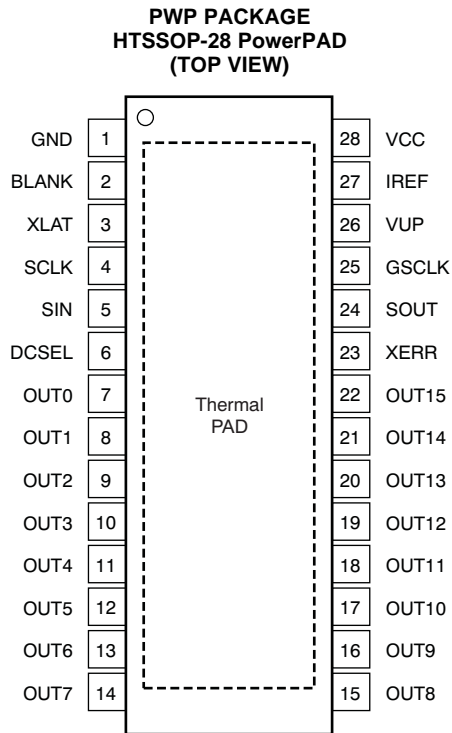 PWP PACKAGE
HTSSOP-28 PowerPAD
(TOP VIEW)
GND 1 28 VCC
BLANK 2 27 IREF
XLAT 3 26 VUP
SCLK 4 25 GSCLK
SIN 5 24 SOUT
DCSEL 6 23 XERR
OUT0 7 22 OUT15
Thermal
PAD
OUT1 8 21 OUT14
OUT2 9 20 OUT13
OUT3 10 19 OUT12
OUT4 11 18 OUT11
OUT5 12 17 OUT10
OUT6 13 16 OUT9
OUT7 14 15 OUT8